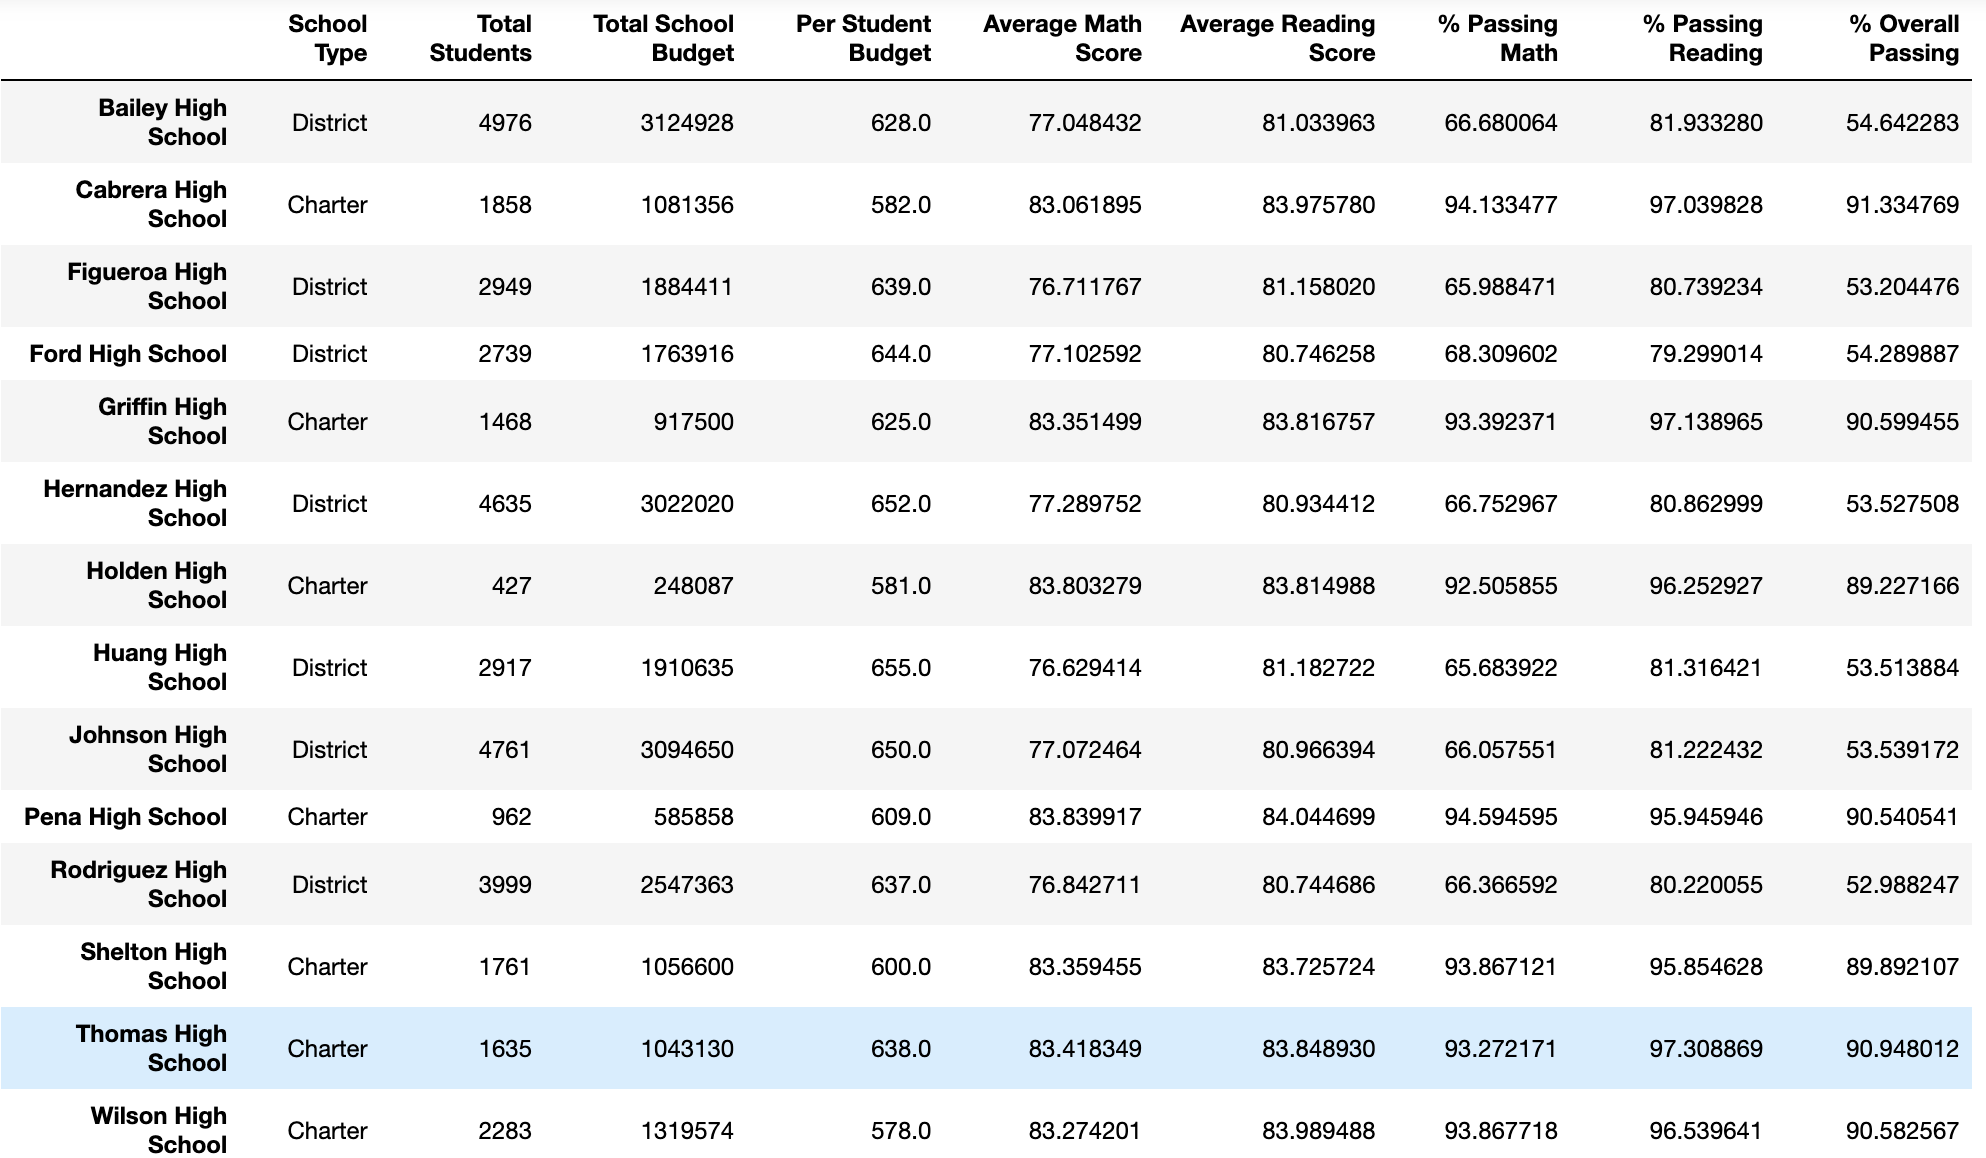 School Type Total Students Total School Budget Per Student Budget Average Math Score Average Reading Score % Passing Math % Passing Reading % Overall Passing
Bailey High School District 4976 3124928 628.0 77.048432 81.033963 66.680064 81.933280 54.642283
Cabrera High School Charter 1858 1081356 582.0 83.061895 83.975780 94.133477 97.039828 91.334769
Figueroa High School District 2949 1884411 639.0 76.711767 81.158020 65.988471 80.739234 53.204476
Ford High School District 2739 1763916 644.0 77.102592 80.746258 68.309602 79.299014 54.289887
Griffin High School Charter 1468 917500 625.0 83.351499 83.816757 93.392371 97.138965 90.599455
Hernandez High School District 4635 3022020 652.0 77.289752 80.934412 66.752967 80.862999 53.527508
Holden High School Charter 427 248087 581.0 83.803279 83.814988 92.505855 96.252927 89.227166
Huang High School District 2917 1910635 655.0 76.629414 81.182722 65.683922 81.316421 53.513884
Johnson High School District 4761 3094650 650.0 77.072464 80.966394 66.057551 81.222432 53.539172
Pena High School Charter 962 585858 609.0 83.839917 84.044699 94.594595 95.945946 90.540541
Rodriguez High School District 3999 2547363 637.0 76.842711 80.744686 66.366592 80.220055 52.988247
Shelton High School Charter 1761 1056600 600.0 83.359455 83.725724 93.867121 95.854628 89.892107
Thomas High School Charter 1635 1043130 638.0 83.418349 83.848930 93.272171 97.308869 90.948012
Wilson High School Charter 2283 1319574 578.0 83.274201 83.989488 93.867718 96.539641 90.582567